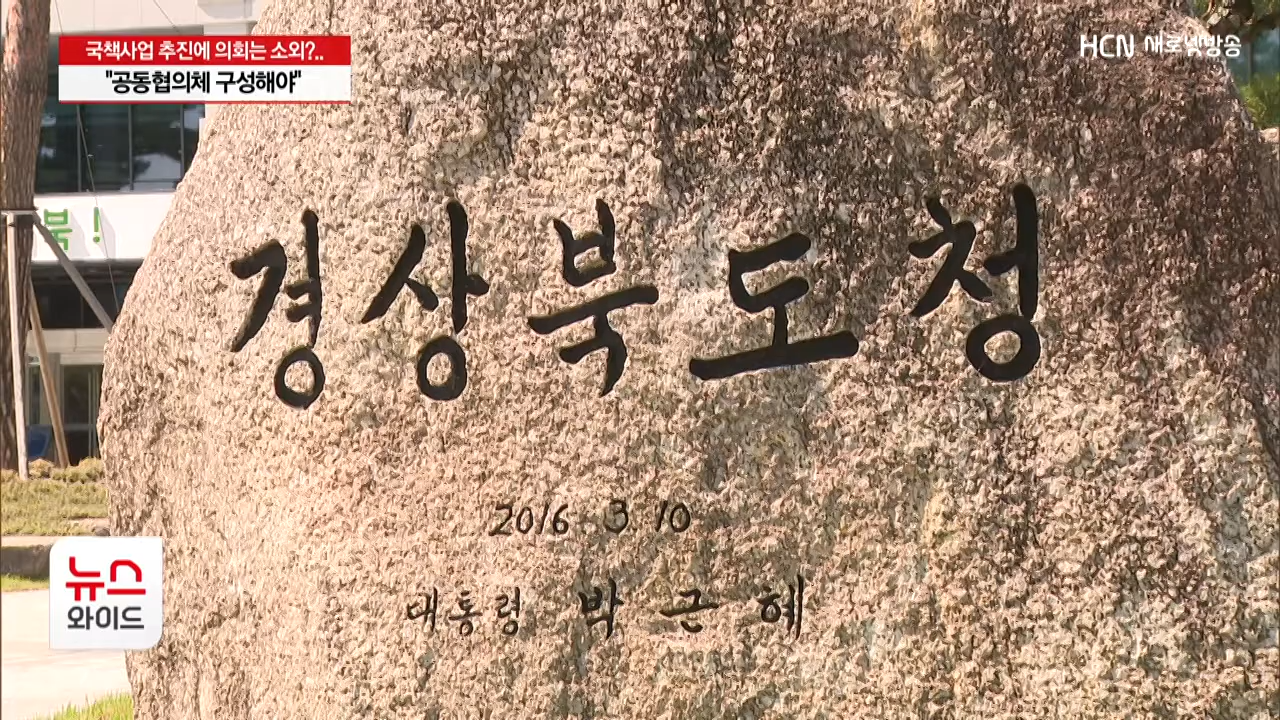 국책사업 추진에 의회는 소외?..
"공동협의체 구성해야"
HCN 새로넷방송
북!
경상북도청
2016 3 10
대통령 박근혜
뉴스
와이드